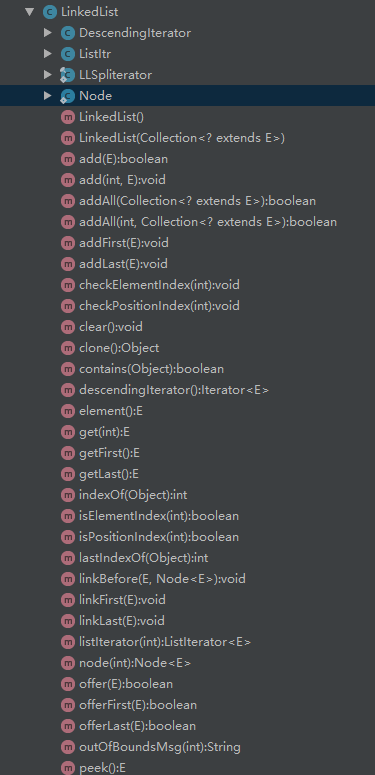 LinkedList
DescendingIterator
ListItr
LLSpliterator
Node
LinkedList()
LinkedList(Collection<? extends E>)
add(E):boolean
add(int, E):void
addAll(Collection<? extends E>):boolean
addAll(int, Collection<? extends E>):boolean
addFirst(E):void
addLast(E):void
checkElementIndex(int):void
checkPositionIndex(int):void
clear():void
clone():Object
contains(Object):boolean
descendingIterator():Iterator<E>
element():E
get(int):E
getFirst():E
getLast():E
indexOf(Object):int
isElementIndex(int):boolean
isPositionIndex(int):boolean
lastIndexOf(Object):int
linkBefore(E, Node<E>):void
linkFirst(E):void
linkLast(E):void
listIterator(int):ListIterator<E>
node(int):Node<E>
offer(E):boolean
offerFirst(E):boolean
offerLast(E):boolean
outOfBoundsMsg(int):String
peek():E